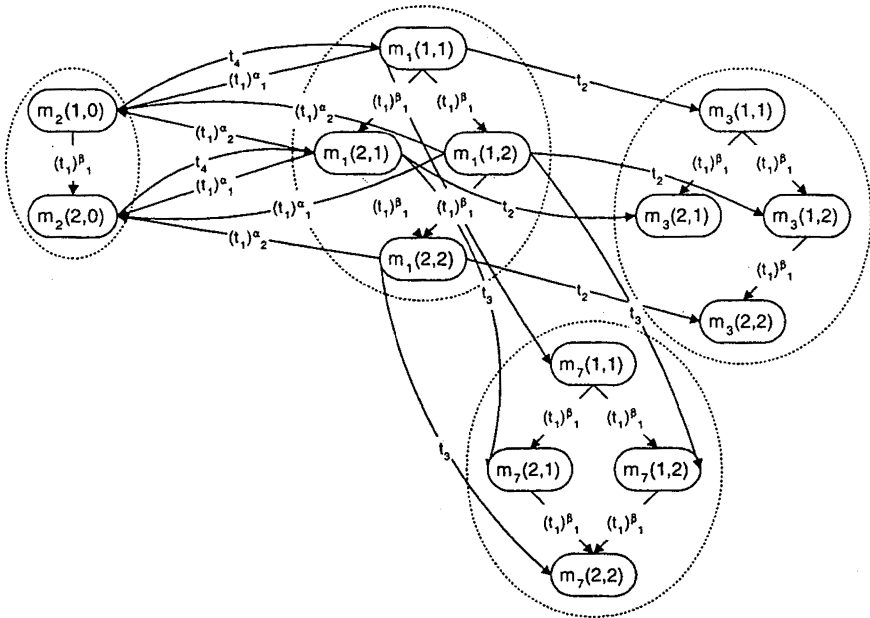 m₁(1,1)
t₄
(t₁)^α₁
t₂
m₂(1,0)
(t₁)^α₂
(t₁)^β₁ (t₁)^β₁
m₃(1,1)
(t₁)^α₂
(t₁)^β₁
t₄
m₁(2,1) m₁(1,2)
(t₁)^β₁ (t₁)^β₁
t₂
(t₁)^α₁
m₂(2,0)
(t₁)^α₁
(t₁)^β₁ (t₁)^β₁
t₂
m₃(2,1) m₃(1,2)
(t₁)^α₂
m₁(2,2)
(t₁)^β₁
t₃
t₂
t₃
m₃(2,2)
m₇(1,1)
(t₁)^β₁ (t₁)^β₁
t₃
m₇(2,1) m₇(1,2)
(t₁)^β₁ (t₁)^β₁
m₇(2,2)